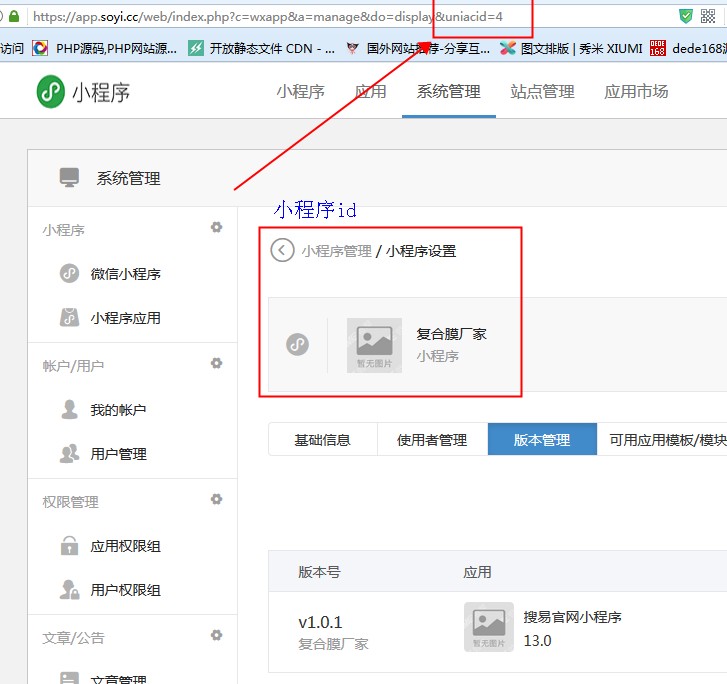 https://app.soyi.cc/web/index.php?c=wxapp&a=manage&do=display&uniacid=4
访问 PHP源码,PHP网站源... 开放静态文件 CDN - ... 国外网站推荐-分享互... 图文排版 | 秀米 XIUMI DEDE 168 dede168
小程序 小程序 应用 系统管理 站点管理 应用市场
系统管理
小程序id
小程序
小程序管理 / 小程序设置
微信小程序
小程序应用
复合膜厂家
小程序
暂无图片
帐户/用户
我的帐户
用户管理
基础信息 使用者管理 版本管理 可用应用模板/模块
权限管理
应用权限组
用户权限组
版本号 应用
v1.0.1
复合膜厂家
搜易官网小程序
13.0
暂无图片
文章/公告
文章管理